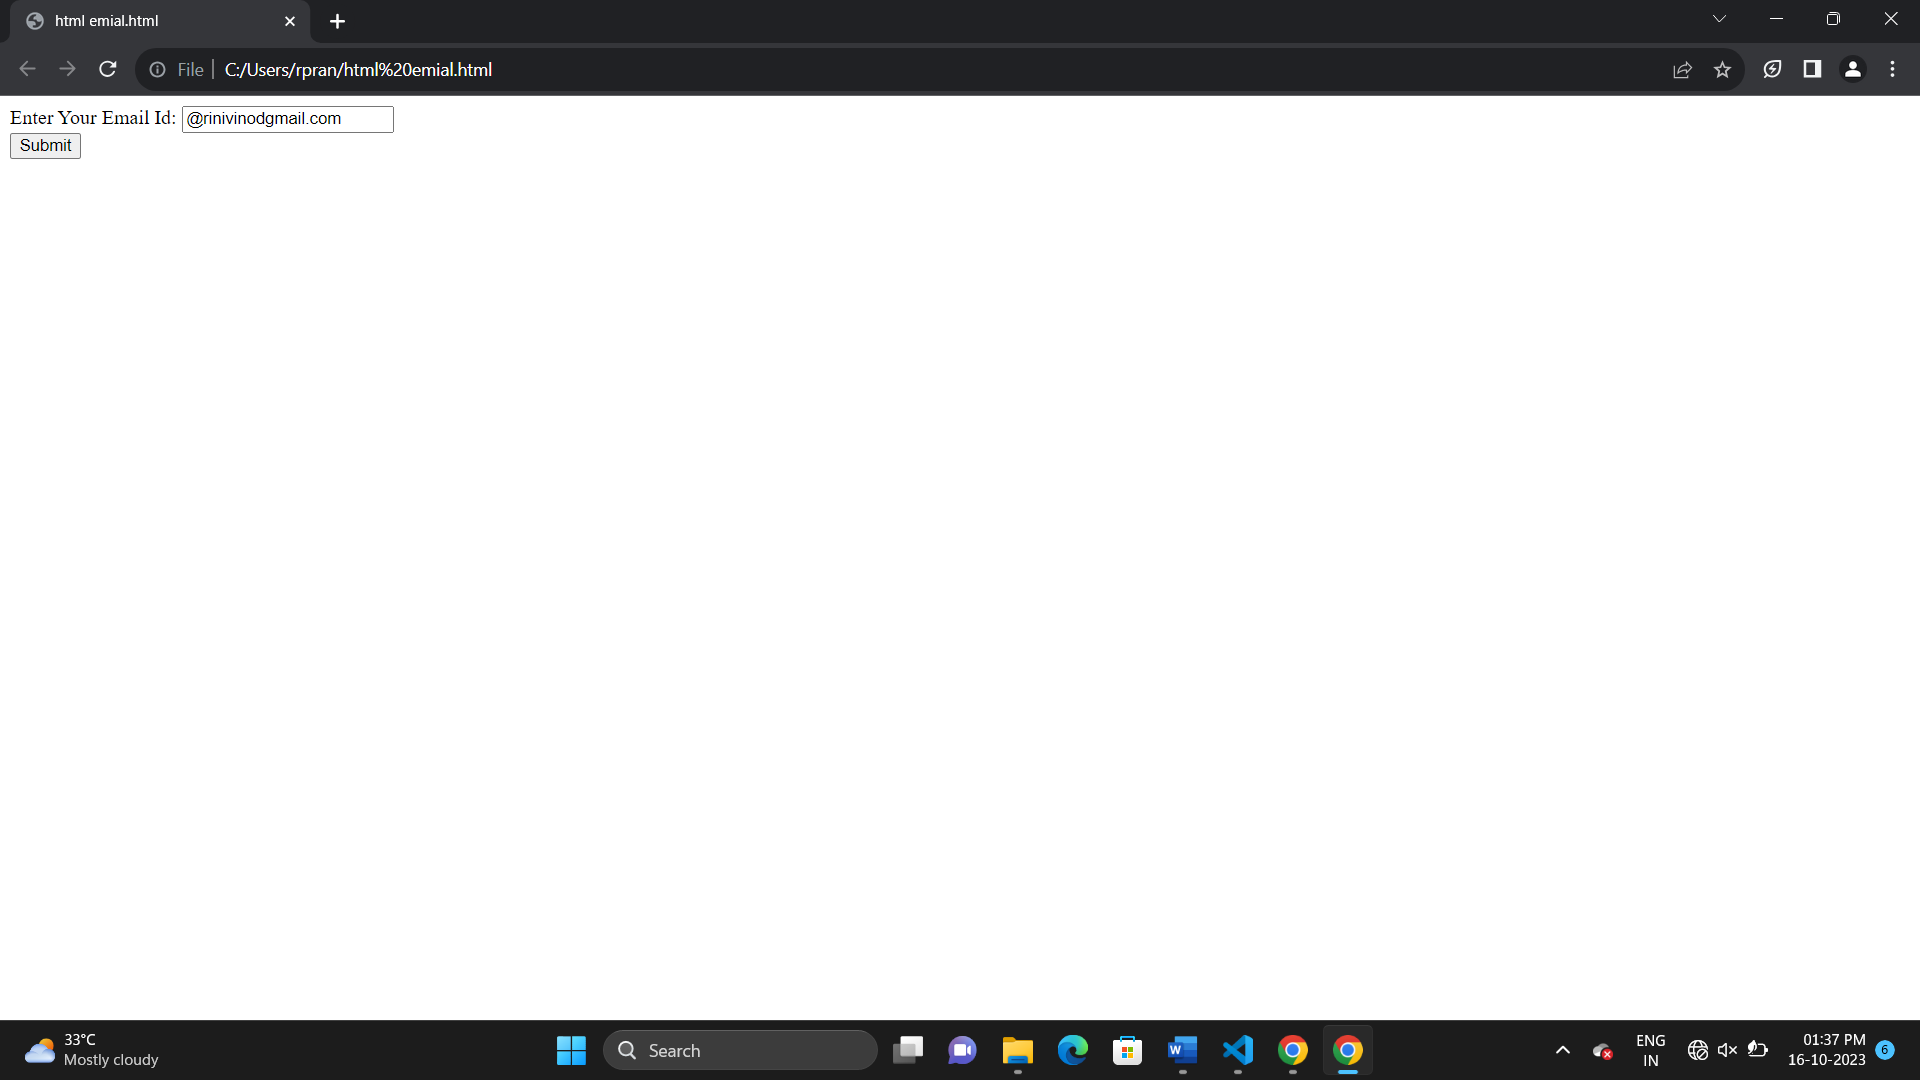 html emial.html
File
C:/Users/rpran/html%20emial.html
Enter Your Email Id: @rinivinodgmail.com
Submit
33°C
Mostly cloudy
Search
W
ENG
IN
01:37 PM
16-10-2023
6